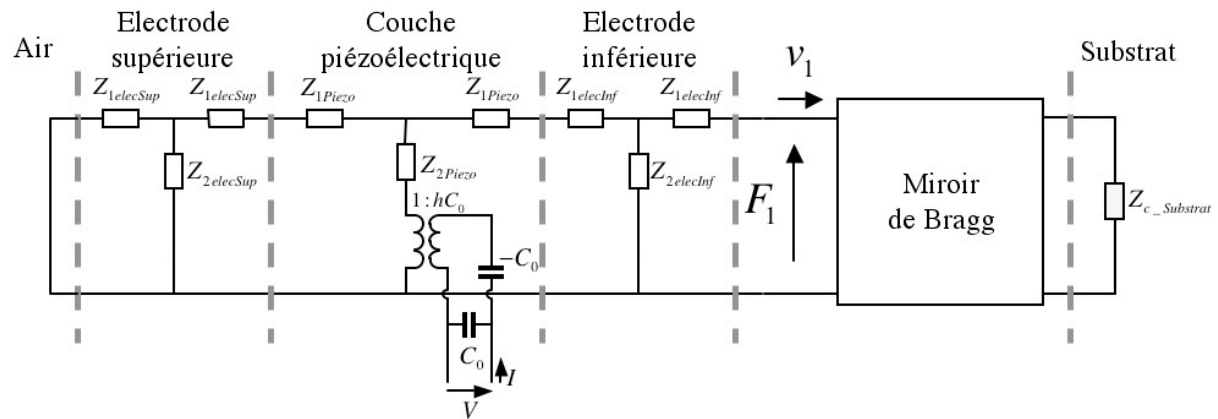 Air
Electrode
supérieure
Couche
piézoélectrique
Electrode
inférieure
Substrat
Z1elecSup
Z1elecSup
Z1Piezo
Z1Piezo
Z1elecInf
Z1elecInf
v1
Z2elecSup
Z2Piezo
Z2elecInf
F1
Miroir
de Bragg
Zc_Substrat
1:hC0
-C0
C0
I
V